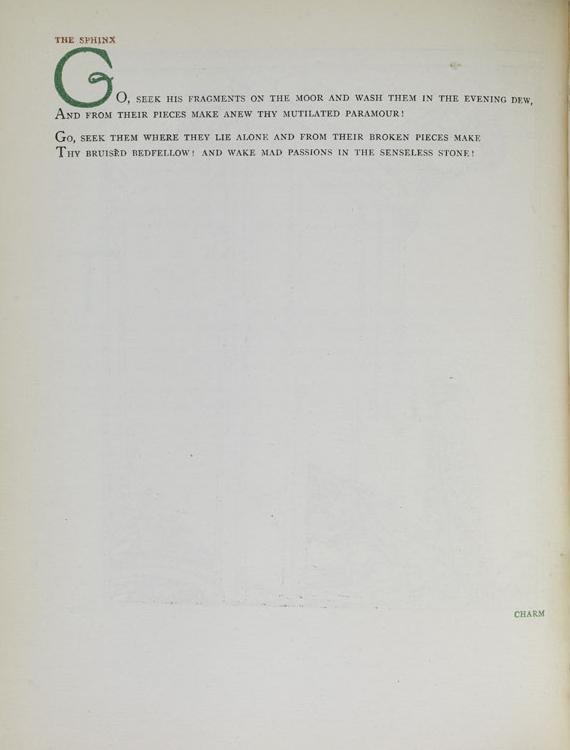 THE SPHINX
GO, SEEK HIS FRAGMENTS ON THE MOOR AND WASH THEM IN THE EVENING DEW,
AND FROM THEIR PIECES MAKE ANEW THY MUTILATED PARAMOUR!
GO, SEEK THEM WHERE THEY LIE ALONE AND FROM THEIR BROKEN PIECES MAKE
THY BRUISÈD BEDFELLOW! AND WAKE MAD PASSIONS IN THE SENSELESS STONE!
CHARM